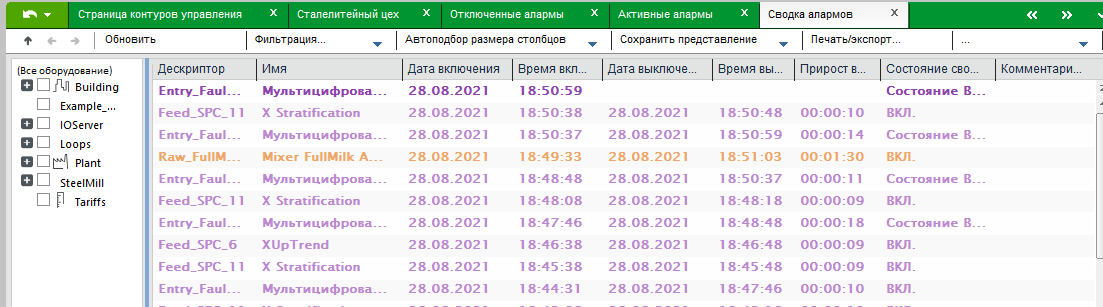 Страница контуров управления X Сталелитейный цех X Отключенные алармы X Активные алармы X Сводка алармов X
Обновить Фильтрация... Автоподбор размера столбцов Сохранить представление Печать/экспорт... ...
(Все оборудование)
Building
Example_...
IOServer
Loops
Plant
SteelMill
Tariffs
Дескриптор Имя Дата включения Время вкл... Дата выключе... Время вы... Прирост в... Состояние сво... Комментари...
Entry_Faul... Мультицифрова... 28.08.2021 18:50:59 Состояние В...
Feed_SPC_11 X Stratification 28.08.2021 18:50:38 28.08.2021 18:50:48 00:00:10 ВКЛ.
Entry_Faul... Мультицифрова... 28.08.2021 18:50:37 28.08.2021 18:50:59 00:00:14 Состояние В...
Raw_FullM... Mixer FullMilk A... 28.08.2021 18:49:33 28.08.2021 18:51:03 00:01:30 ВКЛ.
Entry_Faul... Мультицифрова... 28.08.2021 18:48:48 28.08.2021 18:50:37 00:00:11 Состояние В...
Feed_SPC_11 X Stratification 28.08.2021 18:48:08 28.08.2021 18:48:18 00:00:09 ВКЛ.
Entry_Faul... Мультицифрова... 28.08.2021 18:47:46 28.08.2021 18:48:48 00:00:18 Состояние В...
Feed_SPC_6 XUpTrend 28.08.2021 18:46:38 28.08.2021 18:46:48 00:00:09 ВКЛ.
Feed_SPC_11 X Stratification 28.08.2021 18:45:38 28.08.2021 18:45:48 00:00:09 ВКЛ.
Entry_Faul... Мультицифрова... 28.08.2021 18:44:31 28.08.2021 18:47:46 00:00:10 Состояние В...